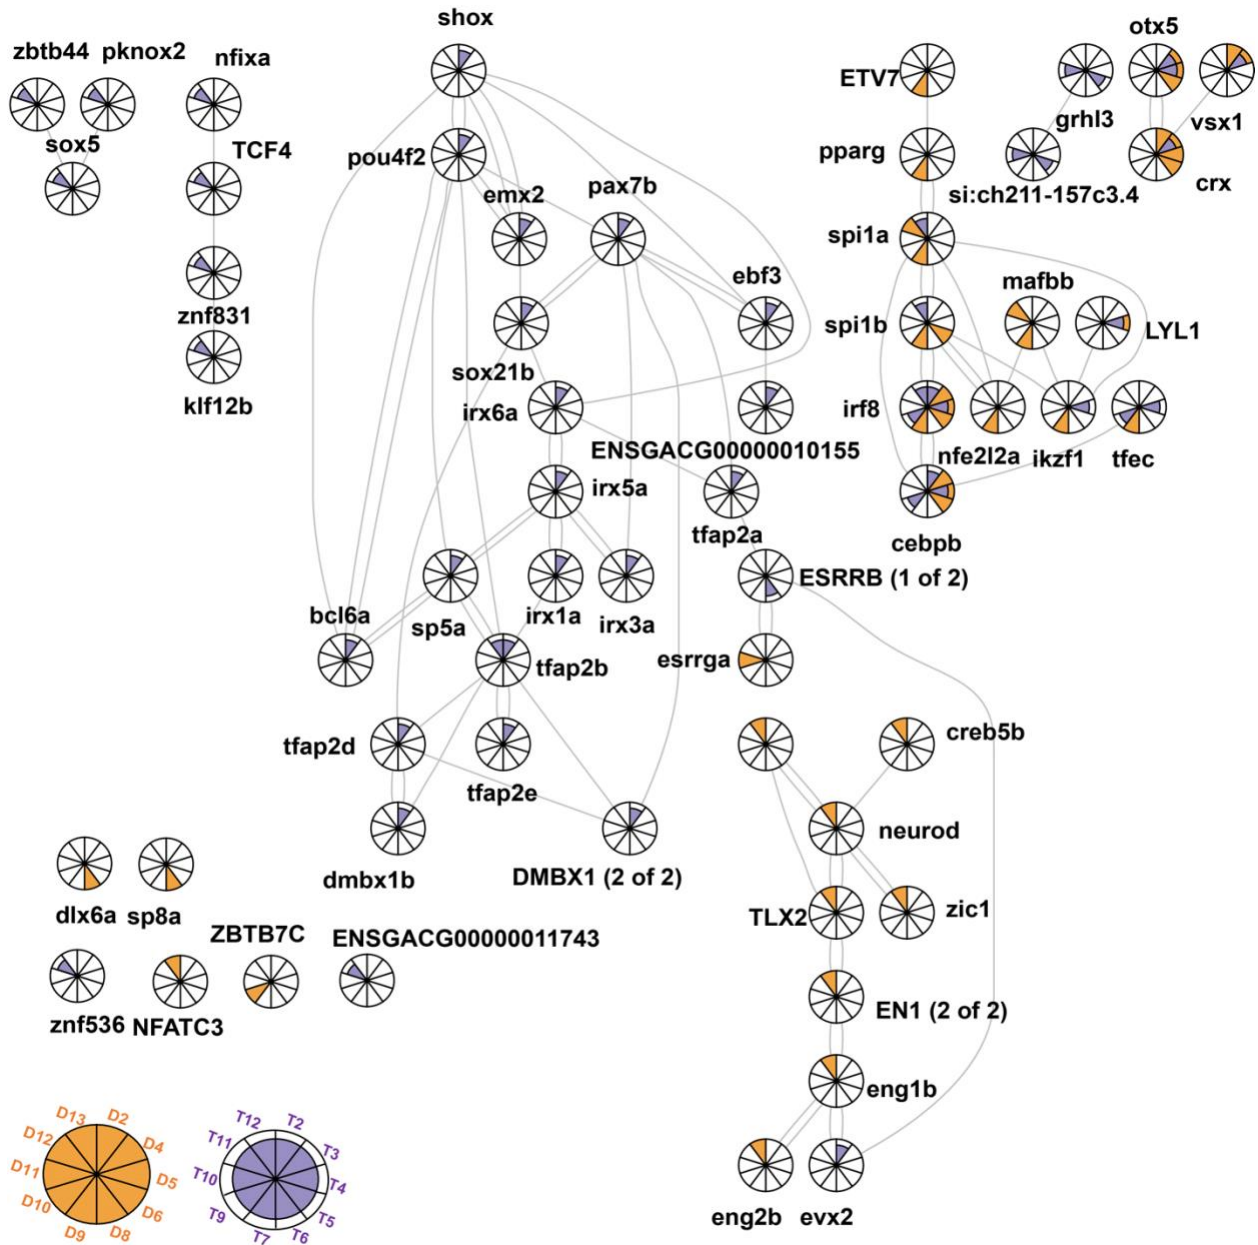 shox
zbtb44 pknox2 nfixa
otx5
ETV7
grhl3
vsx1
sox5
TCF4
pou4f2
emx2
pax7b
pparg
crx
si:ch211-157c3.4
spi1a
ebf3
mafbb
znf831
spi1b
LYL1
sox21b
klf12b
irx6a
irf8
ENSGACG00000010155
nfe2l2a ikzf1 tfec
irx5a
tfap2a
cebpb
ESRRB (1 of 2)
bcl6a
sp5a
irx1a
irx3a
tfap2b
esrrga
tfap2d
creb5b
tfap2e
neurod
dmbx1b
DMBX1 (2 of 2)
dlx6a sp8a
TLX2
zic1
ZBTB7C
ENSGACG00000011743
znf536 NFATC3
EN1 (2 of 2)
eng1b
D13 D2
D12 D4
D11 D5
D10 D6
D9 D8
T12 T2
T11 T3
T10 T4
T9 T5
T7 T6
eng2b evx2